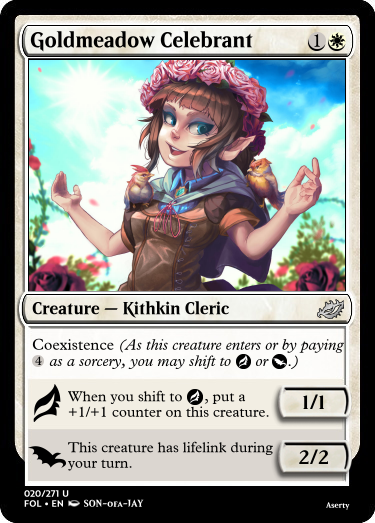 Goldmeadow Celebrant 1
Creature — Kithkin Cleric
Coexistence (As this creature enters or by paying
4 as a sorcery, you may shift to or .)
When you shift to , put a
+1/+1 counter on this creature.
1/1
This creature has lifelink during
your turn.
2/2
020/271 U
FOL • EN SON-OFA-JAY
Aserty